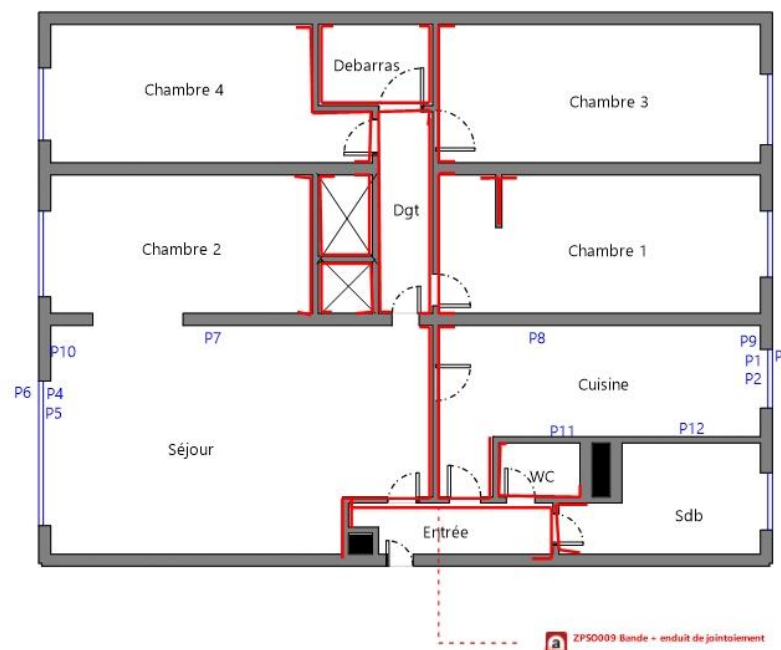 Debarras
Chambre 4
Chambre 3
Dgt
Chambre 2
Chambre 1
P7
P8
P10
P9
P1
P
P2
P6
P4
P5
Cuisine
P11
P12
Séjour
WC
Sdb
Entrée
a ZPSO009 Bande + enduit de jointoiement